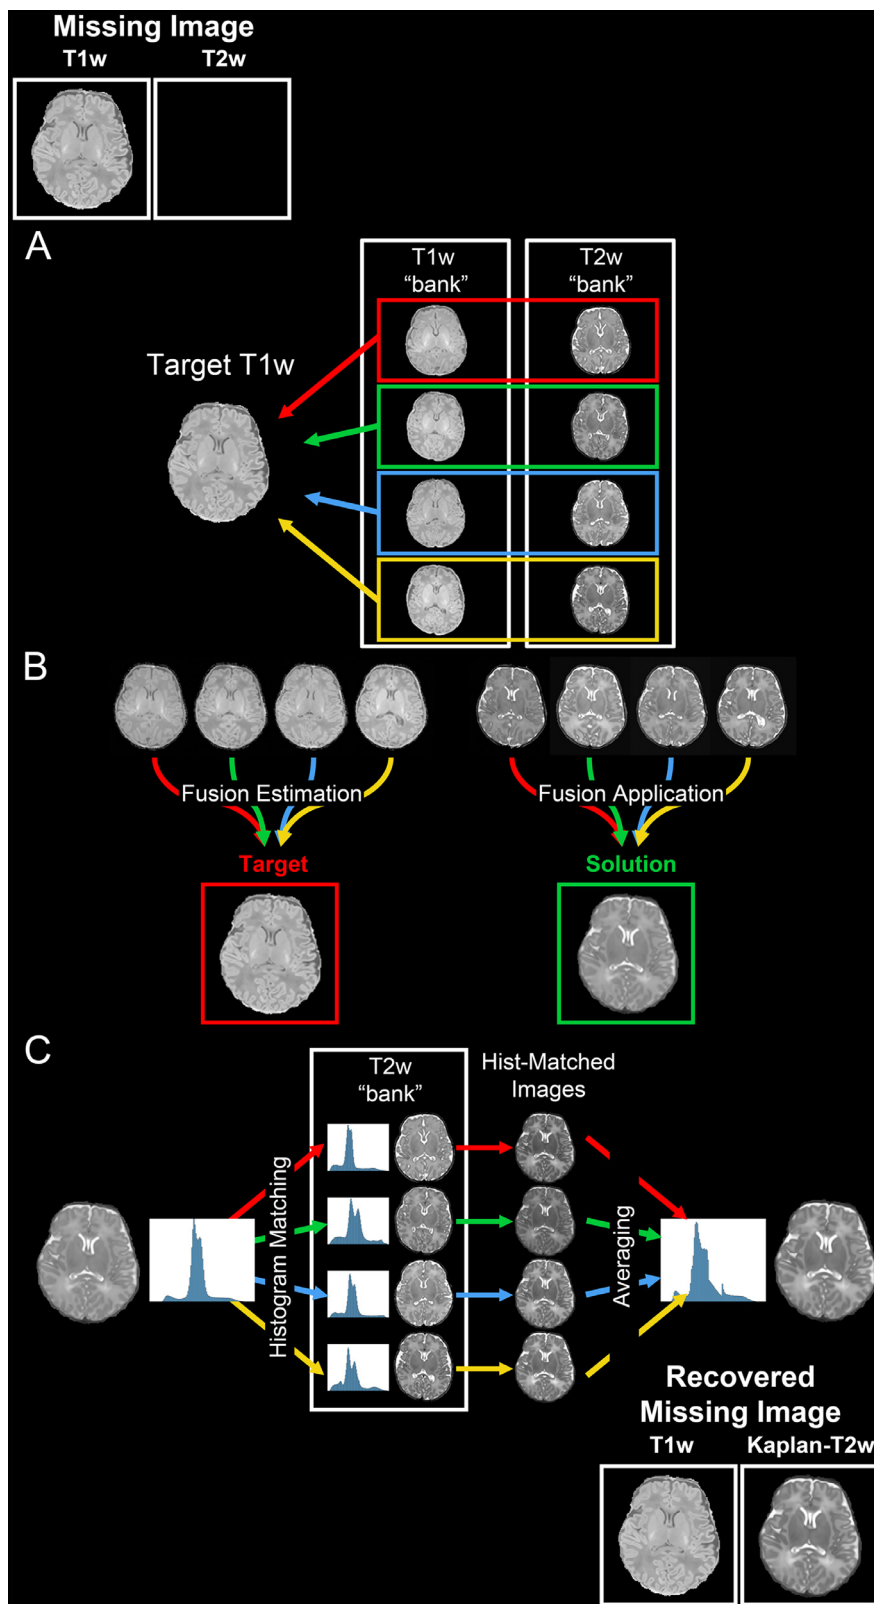 Missing Image
T1w T2w
A
T1w
“bank”
T2w
“bank”
Target T1w
B
Fusion Estimation
Fusion Application
Target
Solution
C
T2w
“bank”
Hist-Matched
Images
Histogram Matching
Averaging
Recovered
Missing Image
T1w Kaplan-T2w